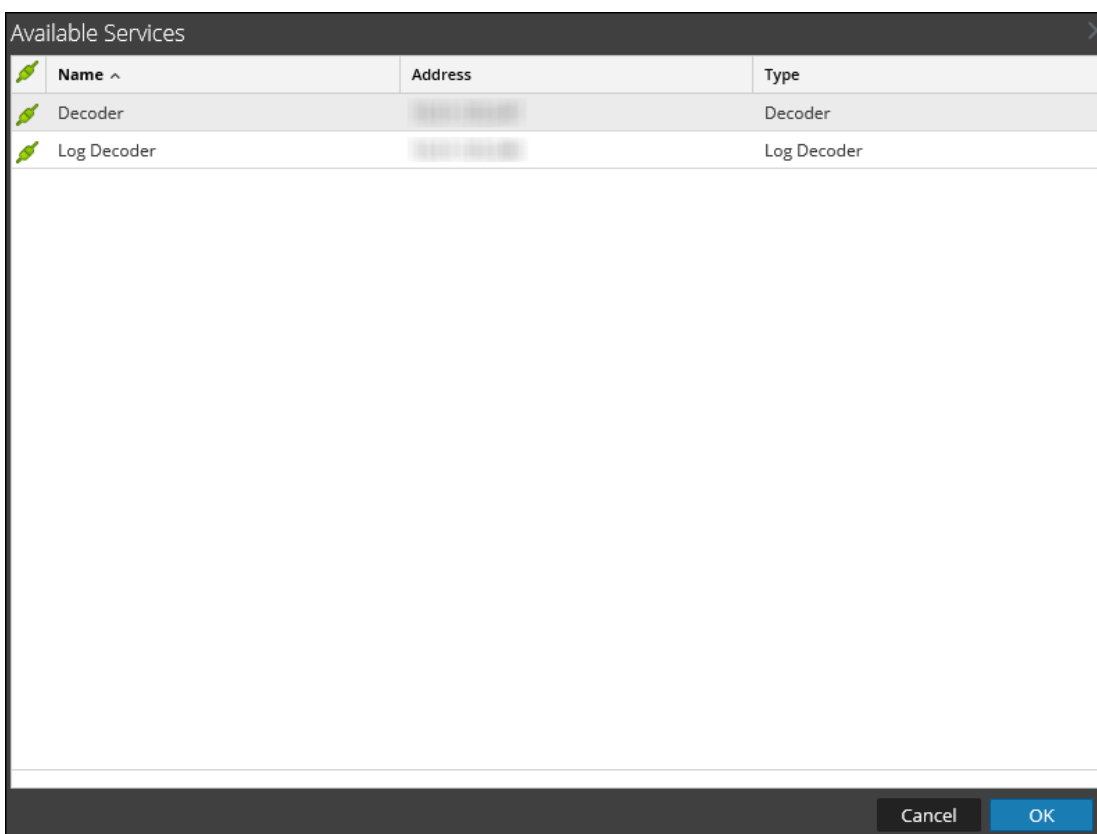 Available Services
Name Address Type
Decoder Decoder
Log Decoder Log Decoder
Cancel OK